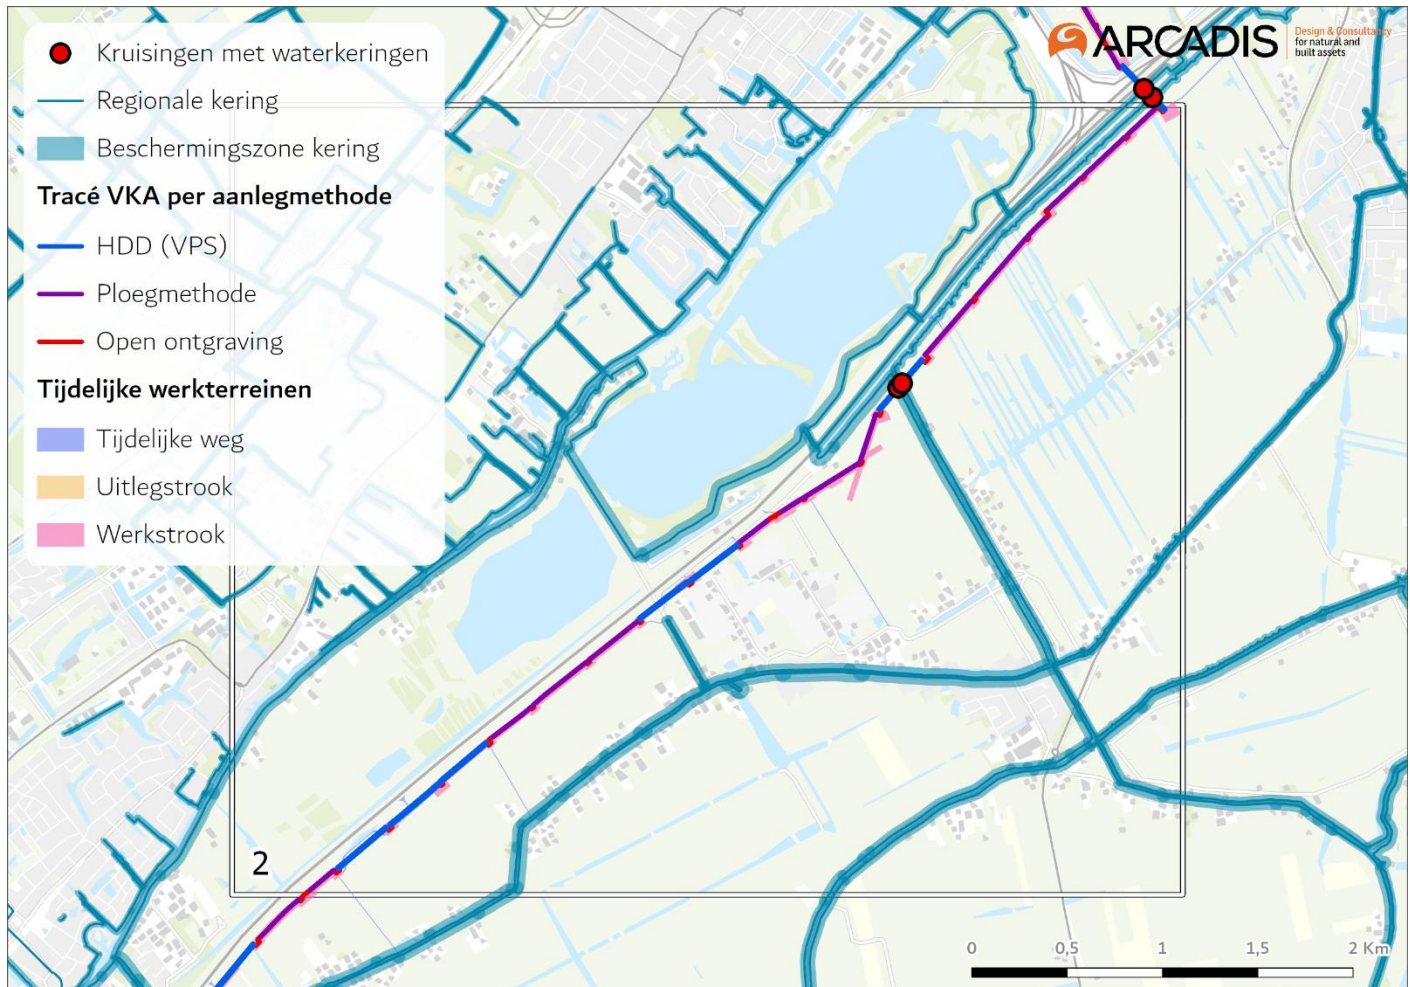 Kruisingen met waterkeringen
Regionale kering
Beschermingszone kering
Tracé VKA per aanlegmethode
HDD (VPS)
Ploegmethode
Open ontgraving
Tijdelijke werkterreinen
Tijdelijke weg
Uitlegstrook
Werkstrook
ARCADIS
Design & Consultancy
for natural and
built assets
2
0 0,5 1 1,5 2 Km